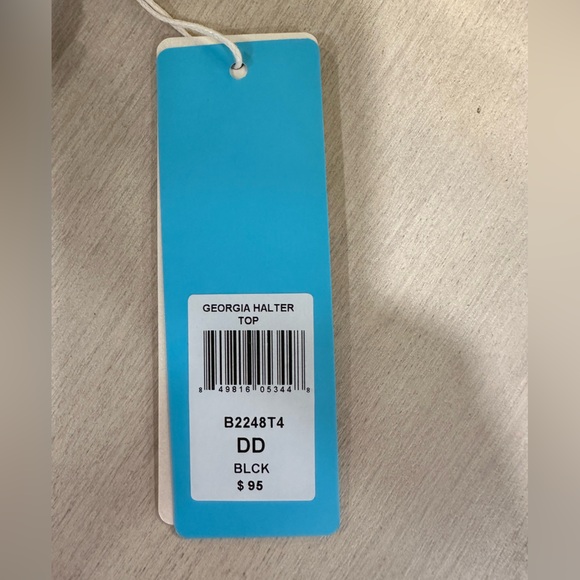 GEORGIA HALTER
TOP
8 49816 05344 8
B2248T4
DD
BLCK
$ 95